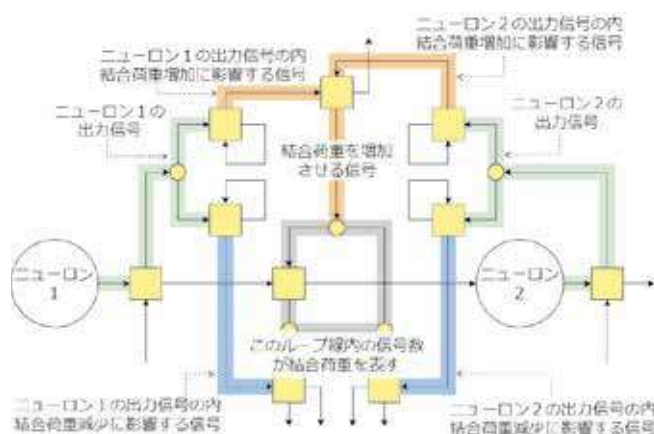 ニューロン1の出力信号の内
結合荷重増加に影響する信号
ニューロン2の出力信号の内
結合荷重増加に影響する信号
ニューロン1の
出力信号
ニューロン2の
出力信号
結合荷重を増加
させる信号
ニューロン
1
ニューロン
2
このループ線内の信号数
が結合荷重を表す
ニューロン1の出力信号の内
結合荷重減少に影響する信号
ニューロン2の出力信号の内
結合荷重減少に影響する信号